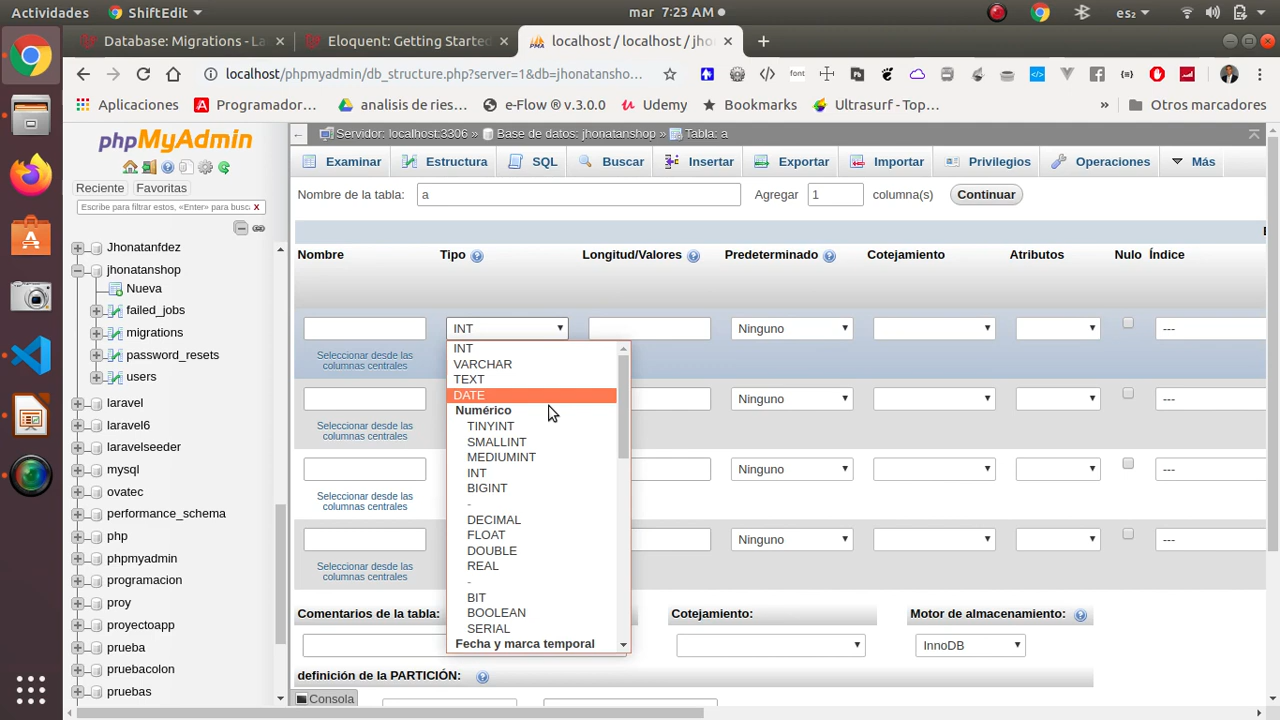 Actividades
ShiftEdit
mar 7:23 AM
es₂
Database: Migrations - La
Eloquent: Getting Started
PMA
localhost / localhost / jho
localhost/phpmyadmin/db_structure.php?server=1&db=jhonatansho...
font
Aplicaciones
Programador...
analisis de ries...
e-Flow ® v.3.0.0
Udemy
Bookmarks
Ultrasurf - Top...
»
Otros marcadores
phpMyAdmin
Reciente
Favoritas
Escribe para filtrar estos, «Enter» para busc
X
Jhonatanfdez
jhonatanshop
Nueva
failed_jobs
migrations
password_resets
users
laravel
laravel6
laravelseeder
mysql
ovatec
performance_schema
php
phpmyadmin
programacion
proy
proyectoapp
prueba
pruebacolon
pruebas
Servidor: localhost:3306 » Base de datos: jhonatanshop » Tabla: a
Examinar
Estructura
SQL
Buscar
Insertar
Exportar
Importar
Privilegios
Operaciones
Más
Nombre de la tabla:
a
Agregar
1
columna(s)
Continuar
Nombre
Tipo
Longitud/Valores
Predeterminado
Cotejamiento
Atributos
Nulo
Índice
INT
Ninguno
---
Seleccionar desde las
columnas centrales
Ninguno
---
Seleccionar desde las
columnas centrales
Ninguno
---
Seleccionar desde las
columnas centrales
Ninguno
---
Seleccionar desde las
columnas centrales
INT
VARCHAR
TEXT
DATE
Numérico
TINYINT
SMALLINT
MEDIUMINT
INT
BIGINT
-
DECIMAL
FLOAT
DOUBLE
REAL
-
BIT
BOOLEAN
SERIAL
Fecha y marca temporal
Comentarios de la tabla:
Cotejamiento:
Motor de almacenamiento:
InnoDB
definición de la PARTICIÓN:
Consola